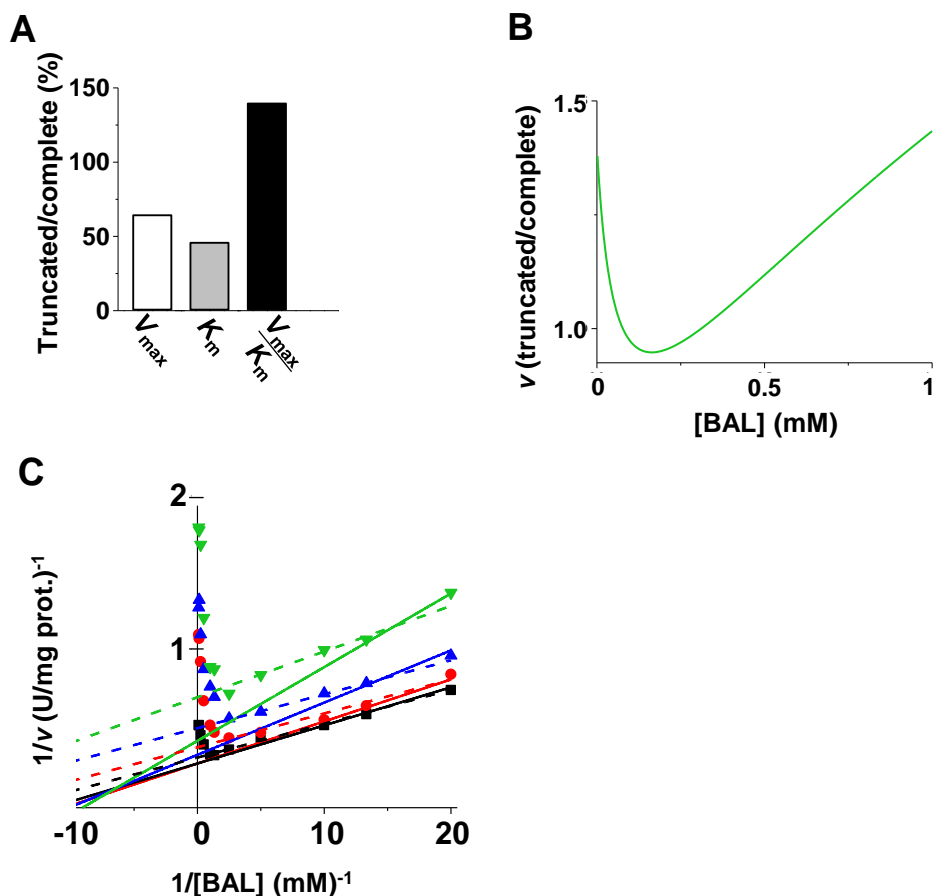 A
Truncated/complete (%)
150
100
50
0
Vmax
Km
Vmax
Km
B
v (truncated/complete)
1.5
1.0
0
0.5
1
[BAL] (mM)
C
1/v (U/mg prot.)-1
2
1
-10
0
10
20
1/[BAL] (mM)-1